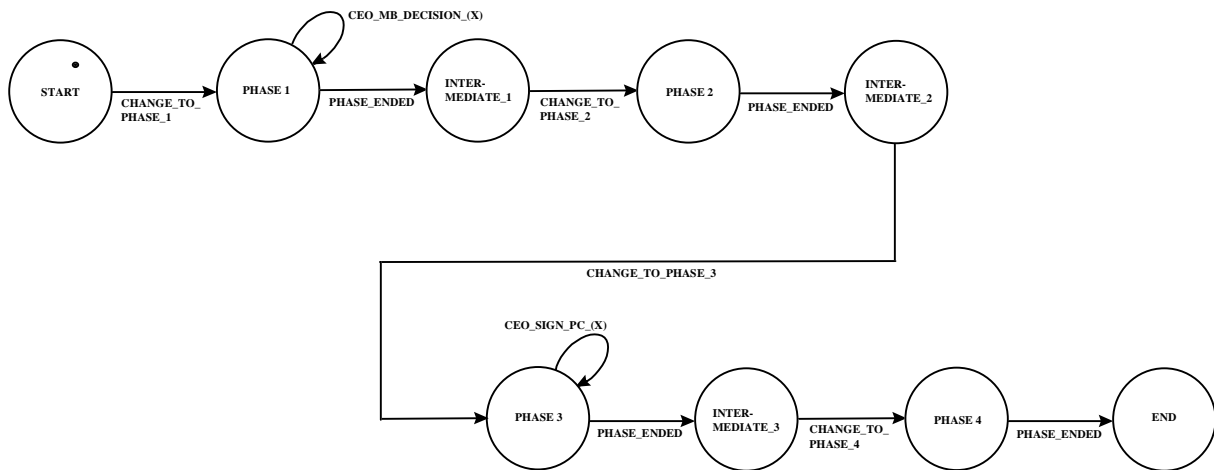 CEO_MB_DECISION_(X)
START
CHANGE_TO_
PHASE_1
PHASE 1
PHASE_ENDED
INTER-
MEDIATE_1
CHANGE_TO_
PHASE_2
PHASE 2
PHASE_ENDED
INTER-
MEDIATE_2
CHANGE_TO_PHASE_3
CEO_SIGN_PC_(X)
PHASE 3
PHASE_ENDED
INTER-
MEDIATE_3
CHANGE_TO_
PHASE_4
PHASE 4
PHASE_ENDED
END